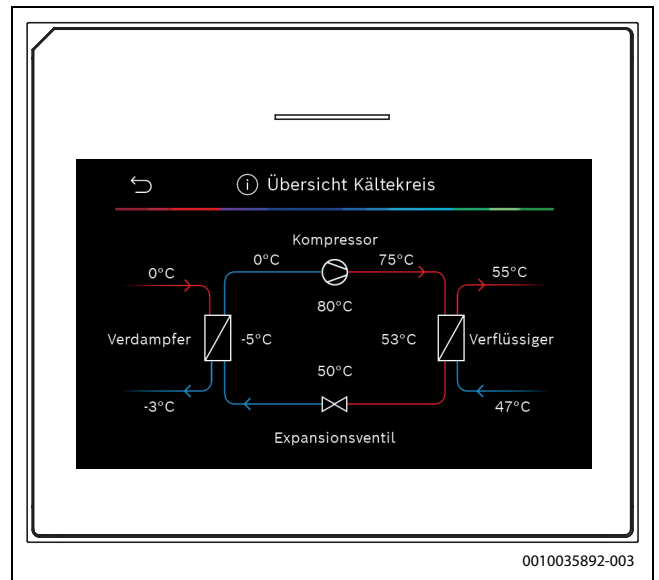 Übersicht Kältekreis
Kompressor
0°C 0°C 75°C 55°C
80°C
Verdampfer -5°C 53°C Verflüssiger
50°C
-3°C 47°C
Expansionsventil
0010035892-003